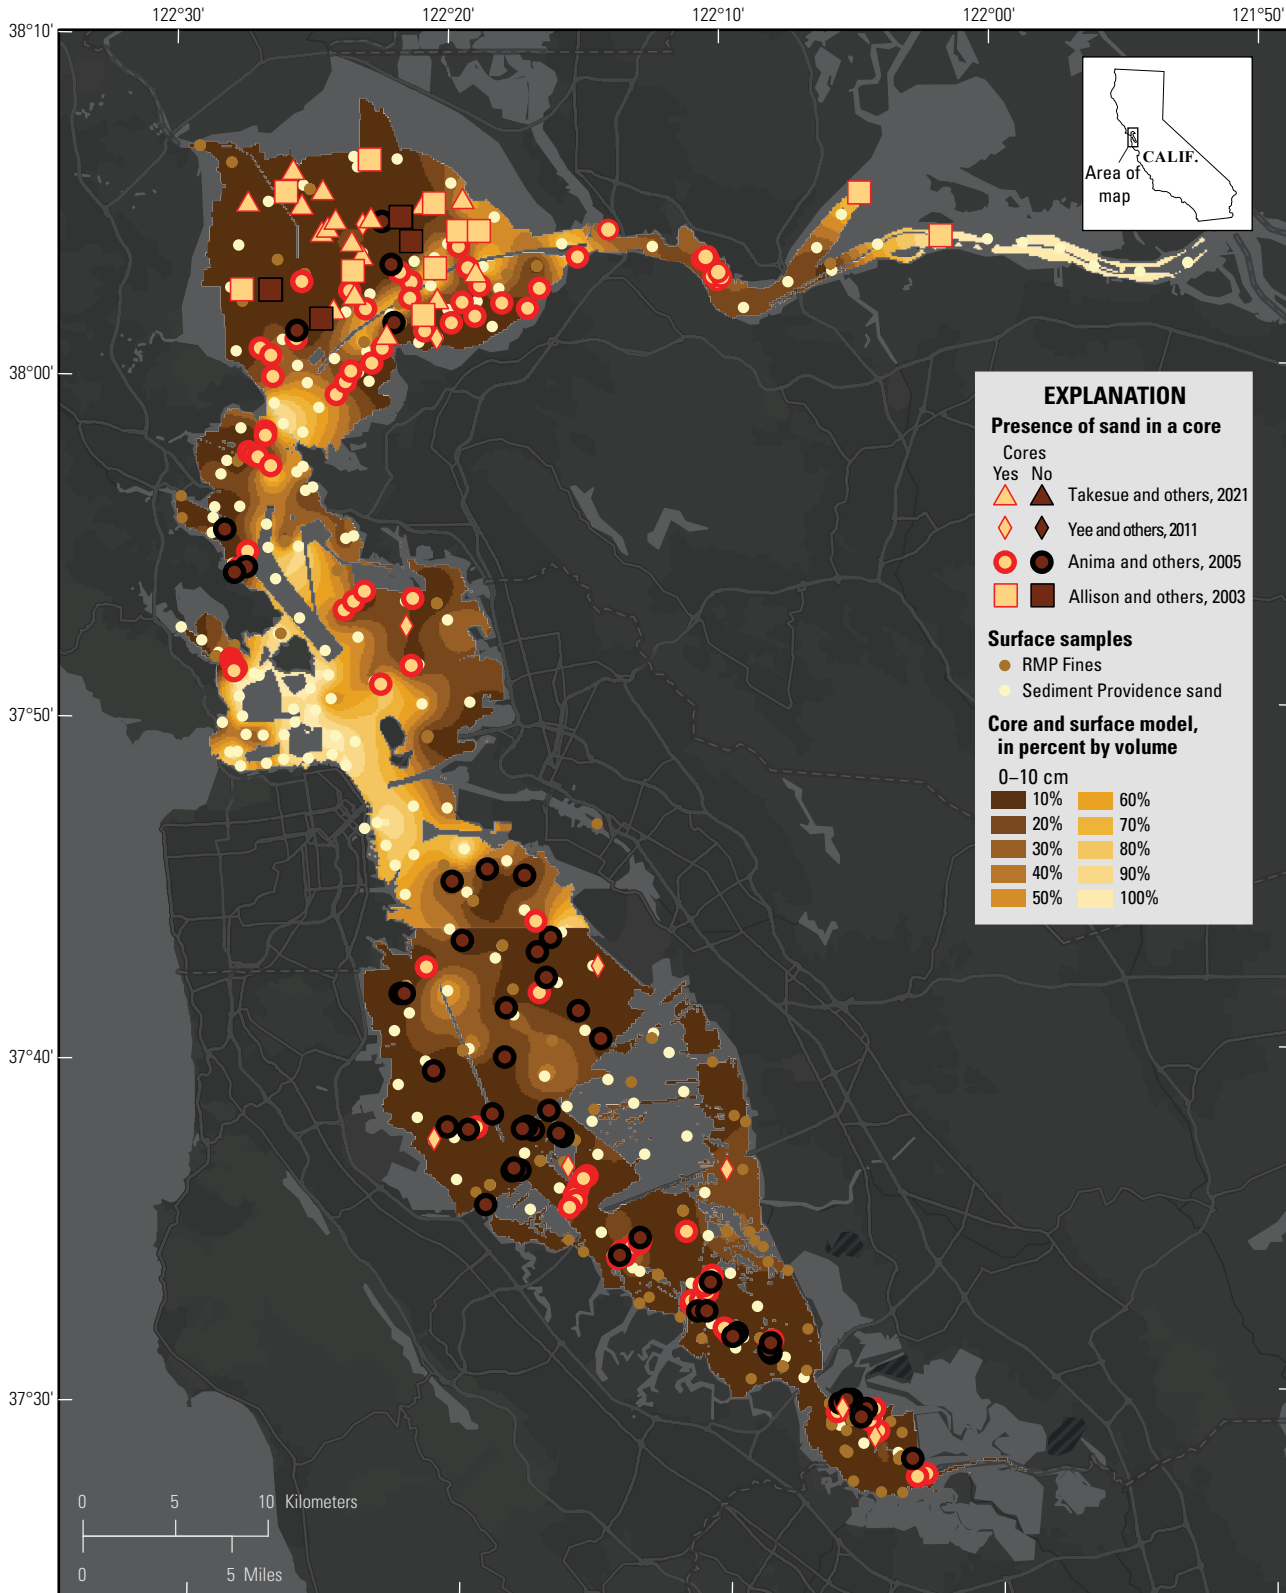 122°30' 122°20' 122°10' 122°00' 121°50'
38°10'
CALIF.
Area of
map
38°00'
EXPLANATION
Presence of sand in a core
Cores
Yes No
Takesue and others, 2021
Yee and others, 2011
Anima and others, 2005
Allison and others, 2003
Surface samples
RMP Fines
Sediment Providence sand
Core and surface model,
in percent by volume
0–10 cm
10% 60%
20% 70%
30% 80%
40% 90%
50% 100%
37°50'
37°40'
37°30'
0 5 10 Kilometers
0 5 Miles